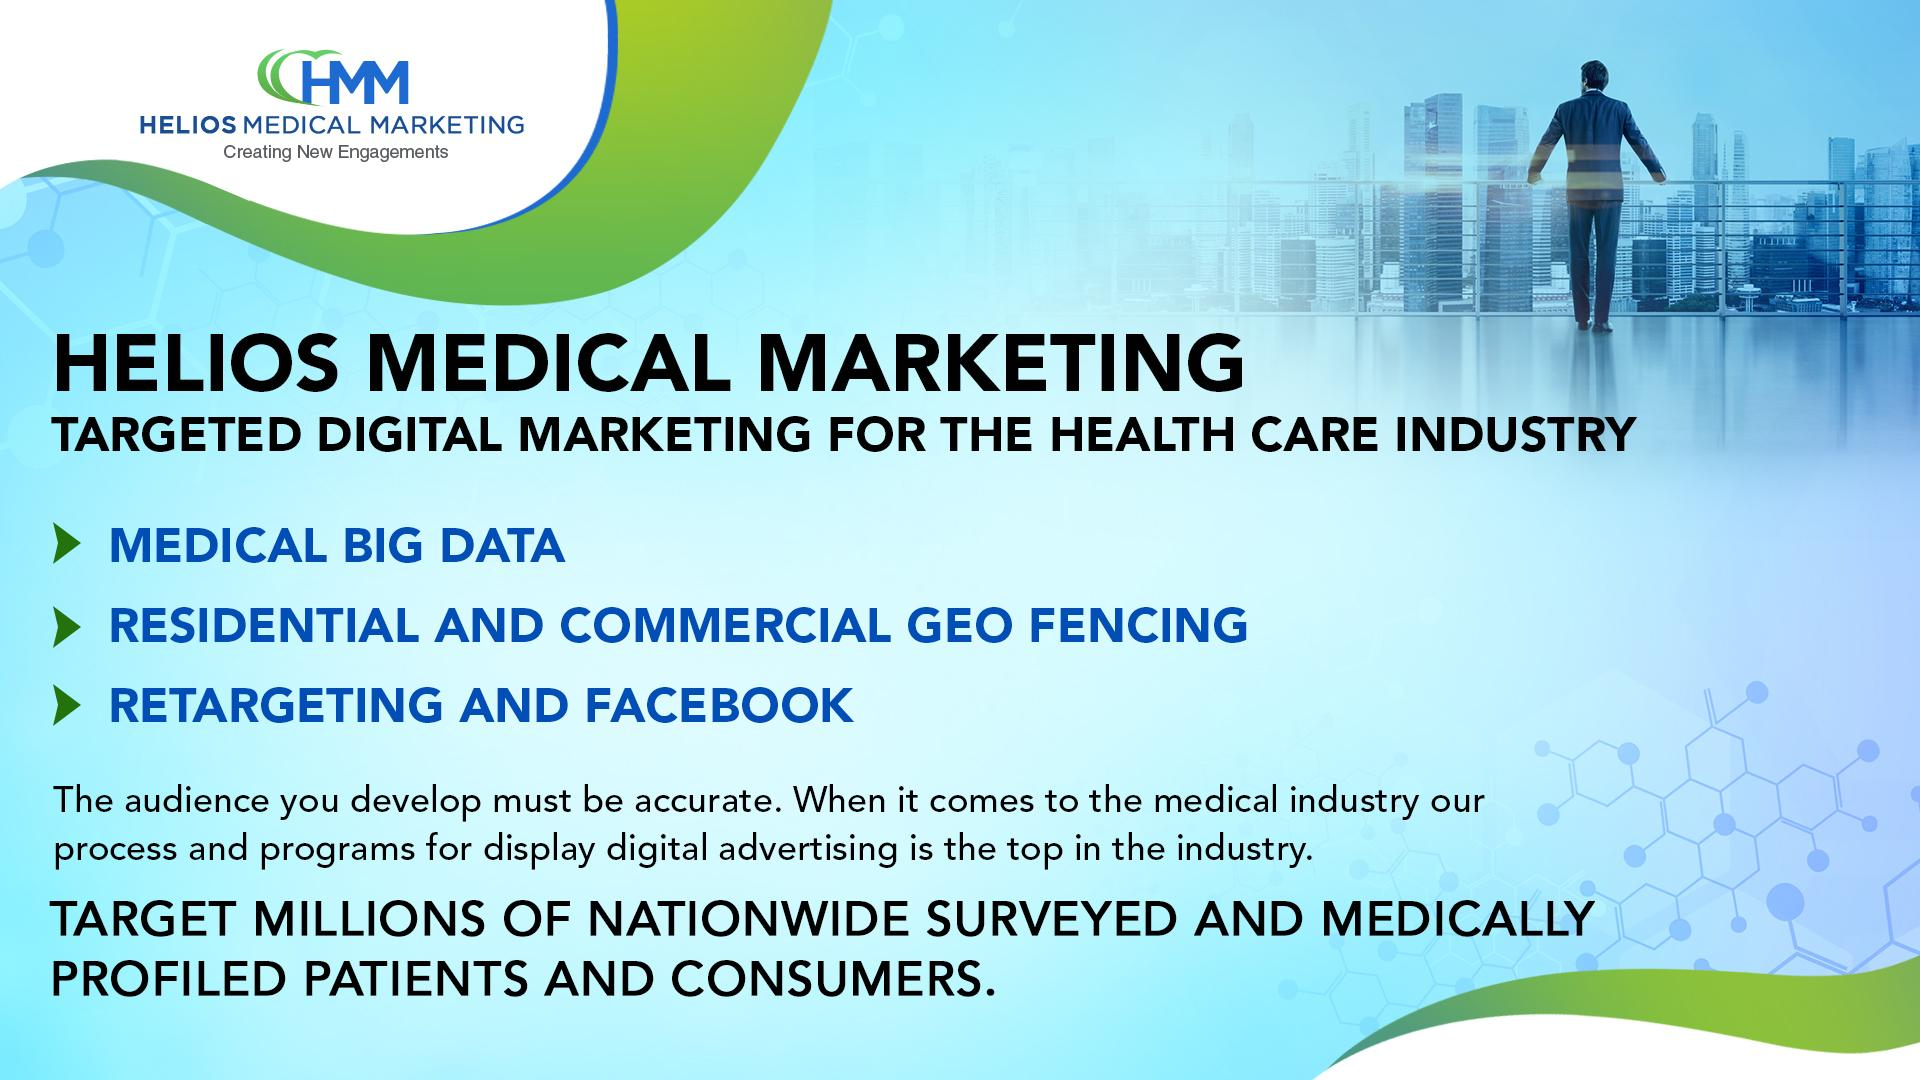 HMM
HELIOS MEDICAL MARKETING
Creating New Engagements
HELIOS MEDICAL MARKETING
TARGETED DIGITAL MARKETING FOR THE HEALTH CARE INDUSTRY
MEDICAL BIG DATA
RESIDENTIAL AND COMMERCIAL GEO FENCING
RETARGETING AND FACEBOOK
The audience you develop must be accurate. When it comes to the medical industry our
process and programs for display digital advertising is the top in the industry.
TARGET MILLIONS OF NATIONWIDE SURVEYED AND MEDICALLY
PROFILED PATIENTS AND CONSUMERS.